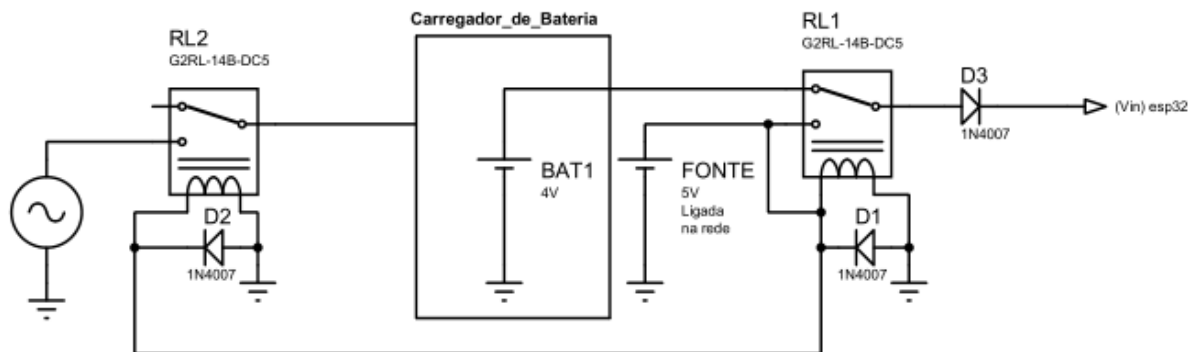 Carregador_de_Bateria
RL2
G2RL-14B-DC5
RL1
G2RL-14B-DC5
D3
1N4007
(Vin) esp32
BAT1
4V
FONTE
5V
Ligada
na rede
D2
1N4007
D1
1N4007